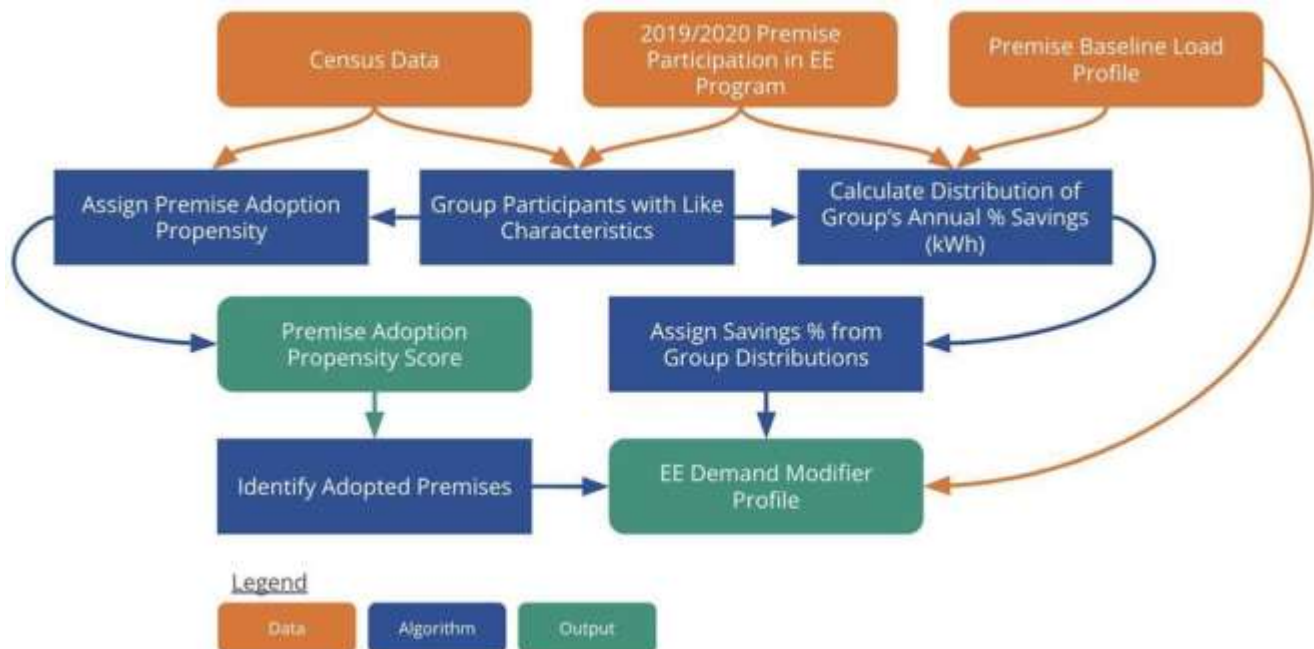 Census Data
2019/2020 Premise
Participation in EE
Program
Premise Baseline Load
Profile
Assign Premise Adoption
Propensity
Group Participants with Like
Characteristics
Calculate Distribution of
Group's Annual % Savings
(kWh)
Premise Adoption
Propensity Score
Assign Savings % from
Group Distributions
Identify Adopted Premises
EE Demand Modifier
Profile
Legend
Data
Algorithm
Output